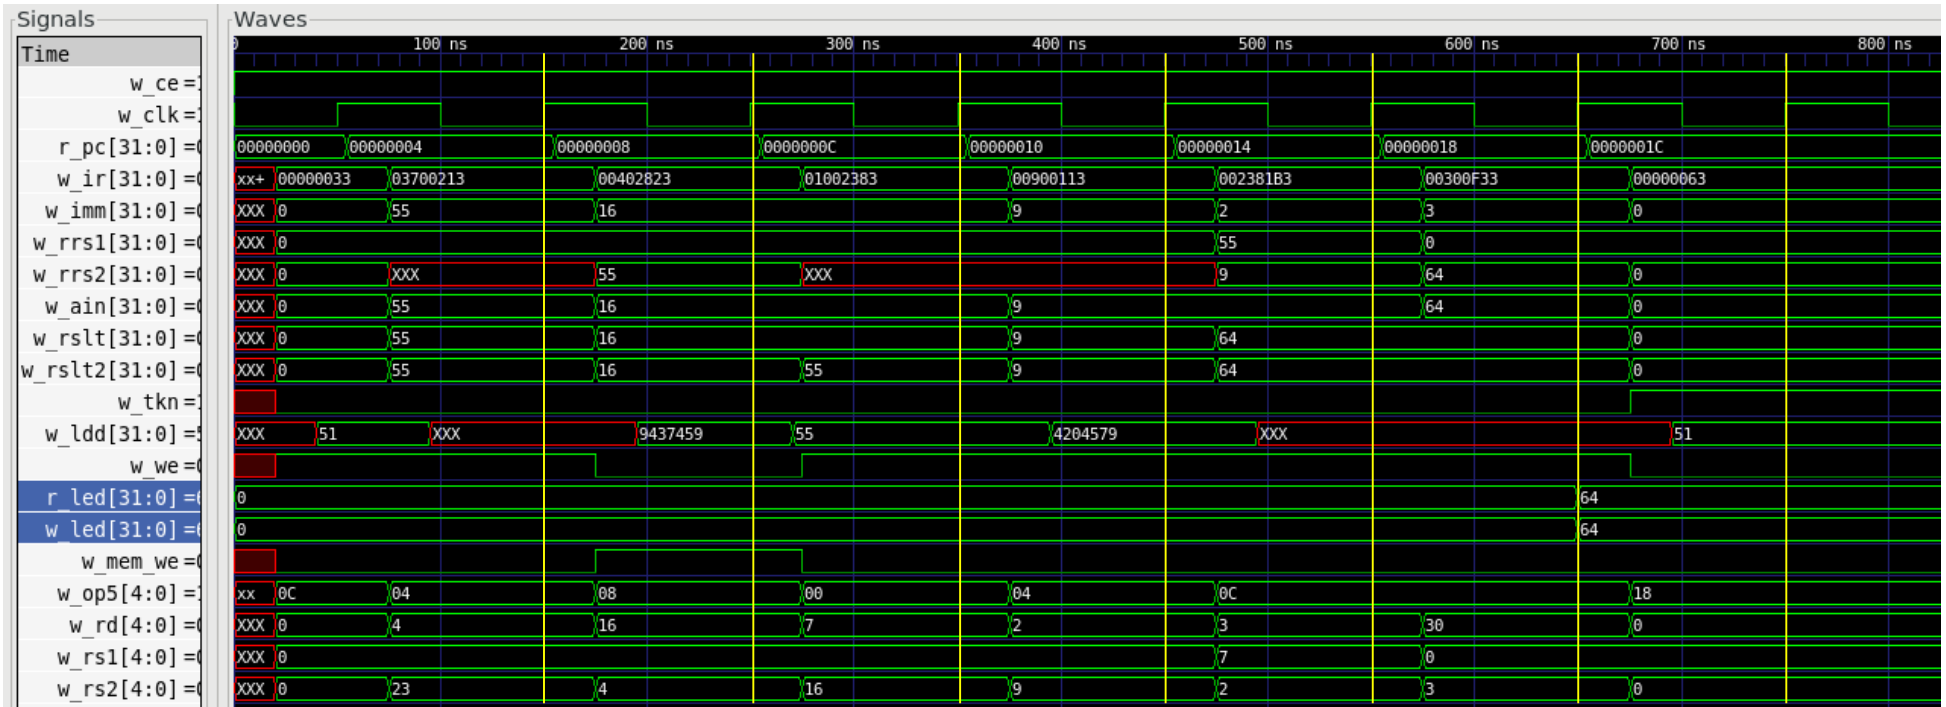 Signals Waves
Time 0 100 ns 200 ns 300 ns 400 ns 500 ns 600 ns 700 ns 800 ns
w_ce =
w_clk =
r_pc[31:0] = 00000000 00000004 00000008 0000000C 00000010 00000014 00000018 0000001C
w_ir[31:0] = xx+ 00000033 03700213 00402823 01002383 00900113 002381B3 00300F33 00000063
w_imm[31:0] = XXX 0 55 16 9 2 3 0
w_rrs1[31:0] = XXX 0 55 0
w_rrs2[31:0] = XXX 0 XXX 55 XXX 9 64 0
w_ain[31:0] = XXX 0 55 16 9 64 0
w_rslt[31:0] = XXX 0 55 16 9 64 0
w_rslt2[31:0] = XXX 0 55 16 55 9 64 0
w_tkn =
w_ldd[31:0] = XXX 51 XXX 9437459 55 4204579 XXX 51
w_we =
r_led[31:0] = 0 64
w_led[31:0] = 0 64
w_mem_we =
w_op5[4:0] = xx 0C 04 08 00 04 0C 18
w_rd[4:0] = XXX 0 4 16 7 2 3 30 0
w_rs1[4:0] = XXX 0 7 0
w_rs2[4:0] = XXX 0 23 4 16 9 2 3 0